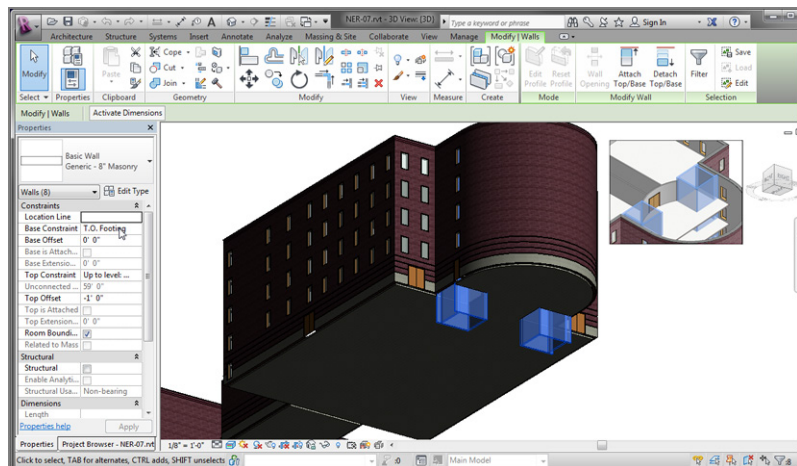 NER-07.rvt - 3D View: {3D}
Type a keyword or phrase
Sign In
Architecture Structure Systems Insert Annotate Analyze Massing & Site Collaborate View Manage Modify | Walls
Modify
Paste
Cope
Cut
Join
Edit Profile
Reset Profile
Wall Opening
Attach Top/Base
Detach Top/Base
Filter
Save
Load
Edit
Select Properties Clipboard Geometry Modify View Measure Create Mode Modify Wall Selection
Modify | Walls Activate Dimensions
Properties
Basic Wall
Generic - 8" Masonry
Walls (8) Edit Type
Constraints
Location Line
Base Constraint T.O. Footing
Base Offset 0' 0"
Base is Attach...
Base Extensio... 0' 0"
Top Constraint Up to level: ...
Unconnected ... 59' 0"
Top Offset -1' 0"
Top is Attached
Top Extension... 0' 0"
Room Boundi...
Related to Mass
Structural
Structural
Enable Analyti...
Structural Usa... Non-bearing
Dimensions
Length
Properties help Apply
Properties Project Browser - NER-07.rvt 1/8" = 1'-0"
Click to select, TAB for alternates, CTRL adds, SHIFT unselects :0 Main Model